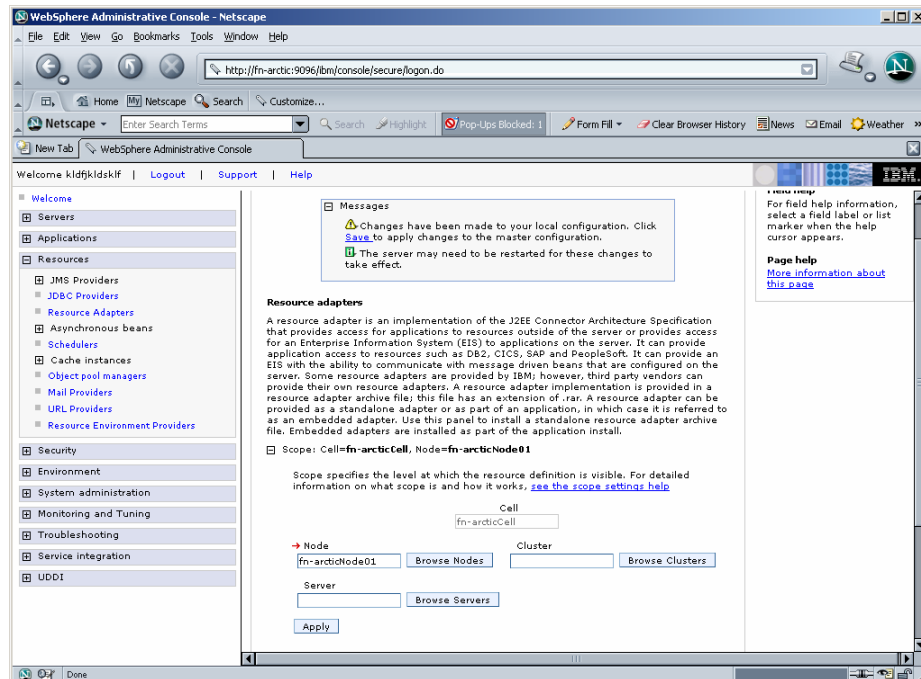 WebSphere Administrative Console - Netscape
File Edit View Go Bookmarks Tools Window Help
http://fn-arctic:9096/ibm/console/secure/logon.do
Home My Netscape Search Customize...
Netscape Enter Search Terms Search Highlight Pop-Ups Blocked: 1 Form Fill Clear Browser History News Email Weather »
New Tab WebSphere Administrative Console
Welcome kldfjkldsklf | Logout | Support | Help IBM.
Welcome
Servers
Applications
Resources
JMS Providers
JDBC Providers
Resource Adapters
Asynchronous beans
Schedulers
Cache instances
Object pool managers
Mail Providers
URL Providers
Resource Environment Providers
Security
Environment
System administration
Monitoring and Tuning
Troubleshooting
Service integration
UDDI
Messages
Changes have been made to your local configuration. Click
Save to apply changes to the master configuration.
The server may need to be restarted for these changes to
take effect.
Resource adapters
A resource adapter is an implementation of the J2EE Connector Architecture Specification
that provides access for applications to resources outside of the server or provides access
for an Enterprise Information System (EIS) to applications on the server. It can provide
application access to resources such as DB2, CICS, SAP and PeopleSoft. It can provide an
EIS with the ability to communicate with message driven beans that are configured on the
server. Some resource adapters are provided by IBM; however, third party vendors can
provide their own resource adapters. A resource adapter implementation is provided in a
resource adapter archive file; this file has an extension of .rar. A resource adapter can be
provided as a standalone adapter or as part of an application, in which case it is referred to
as an embedded adapter. Use this panel to install a standalone resource adapter archive
file. Embedded adapters are installed as part of the application install.
Scope: Cell=fn-arcticCell, Node=fn-arcticNode01
Scope specifies the level at which the resource definition is visible. For detailed
information on what scope is and how it works, see the scope settings help
Cell
fn-arcticCell
Node Cluster
fn-arcticNode01 Browse Nodes Browse Clusters
Server
Browse Servers
Apply
Field help
For field help information,
select a field label or list
marker when the help
cursor appears.
Page help
More information about
this page
Done